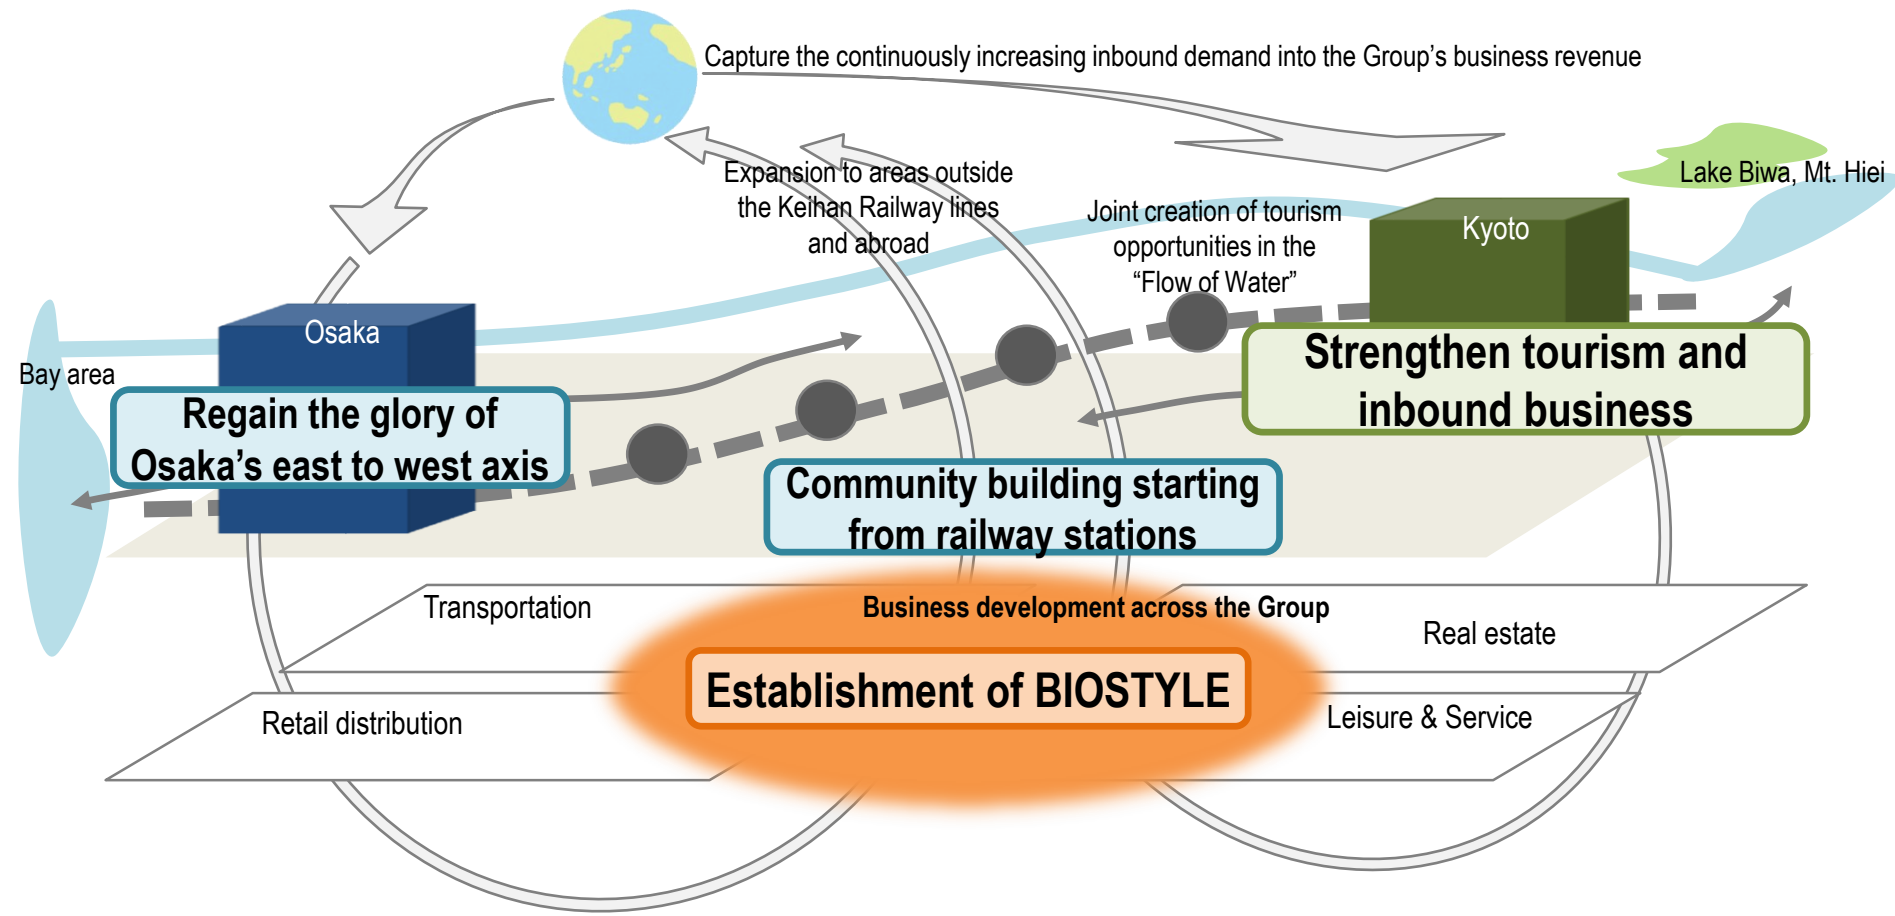 Capture the continuously increasing inbound demand into the Group’s business revenue
Expansion to areas outside
the Keihan Railway lines
and abroad
Joint creation of tourism
opportunities in the
“Flow of Water”
Lake Biwa, Mt. Hiei
Kyoto
Osaka
Bay area
Strengthen tourism and
inbound business
Regain the glory of
Osaka’s east to west axis
Community building starting
from railway stations
Transportation
Business development across the Group
Real estate
Establishment of BIOSTYLE
Retail distribution
Leisure & Service